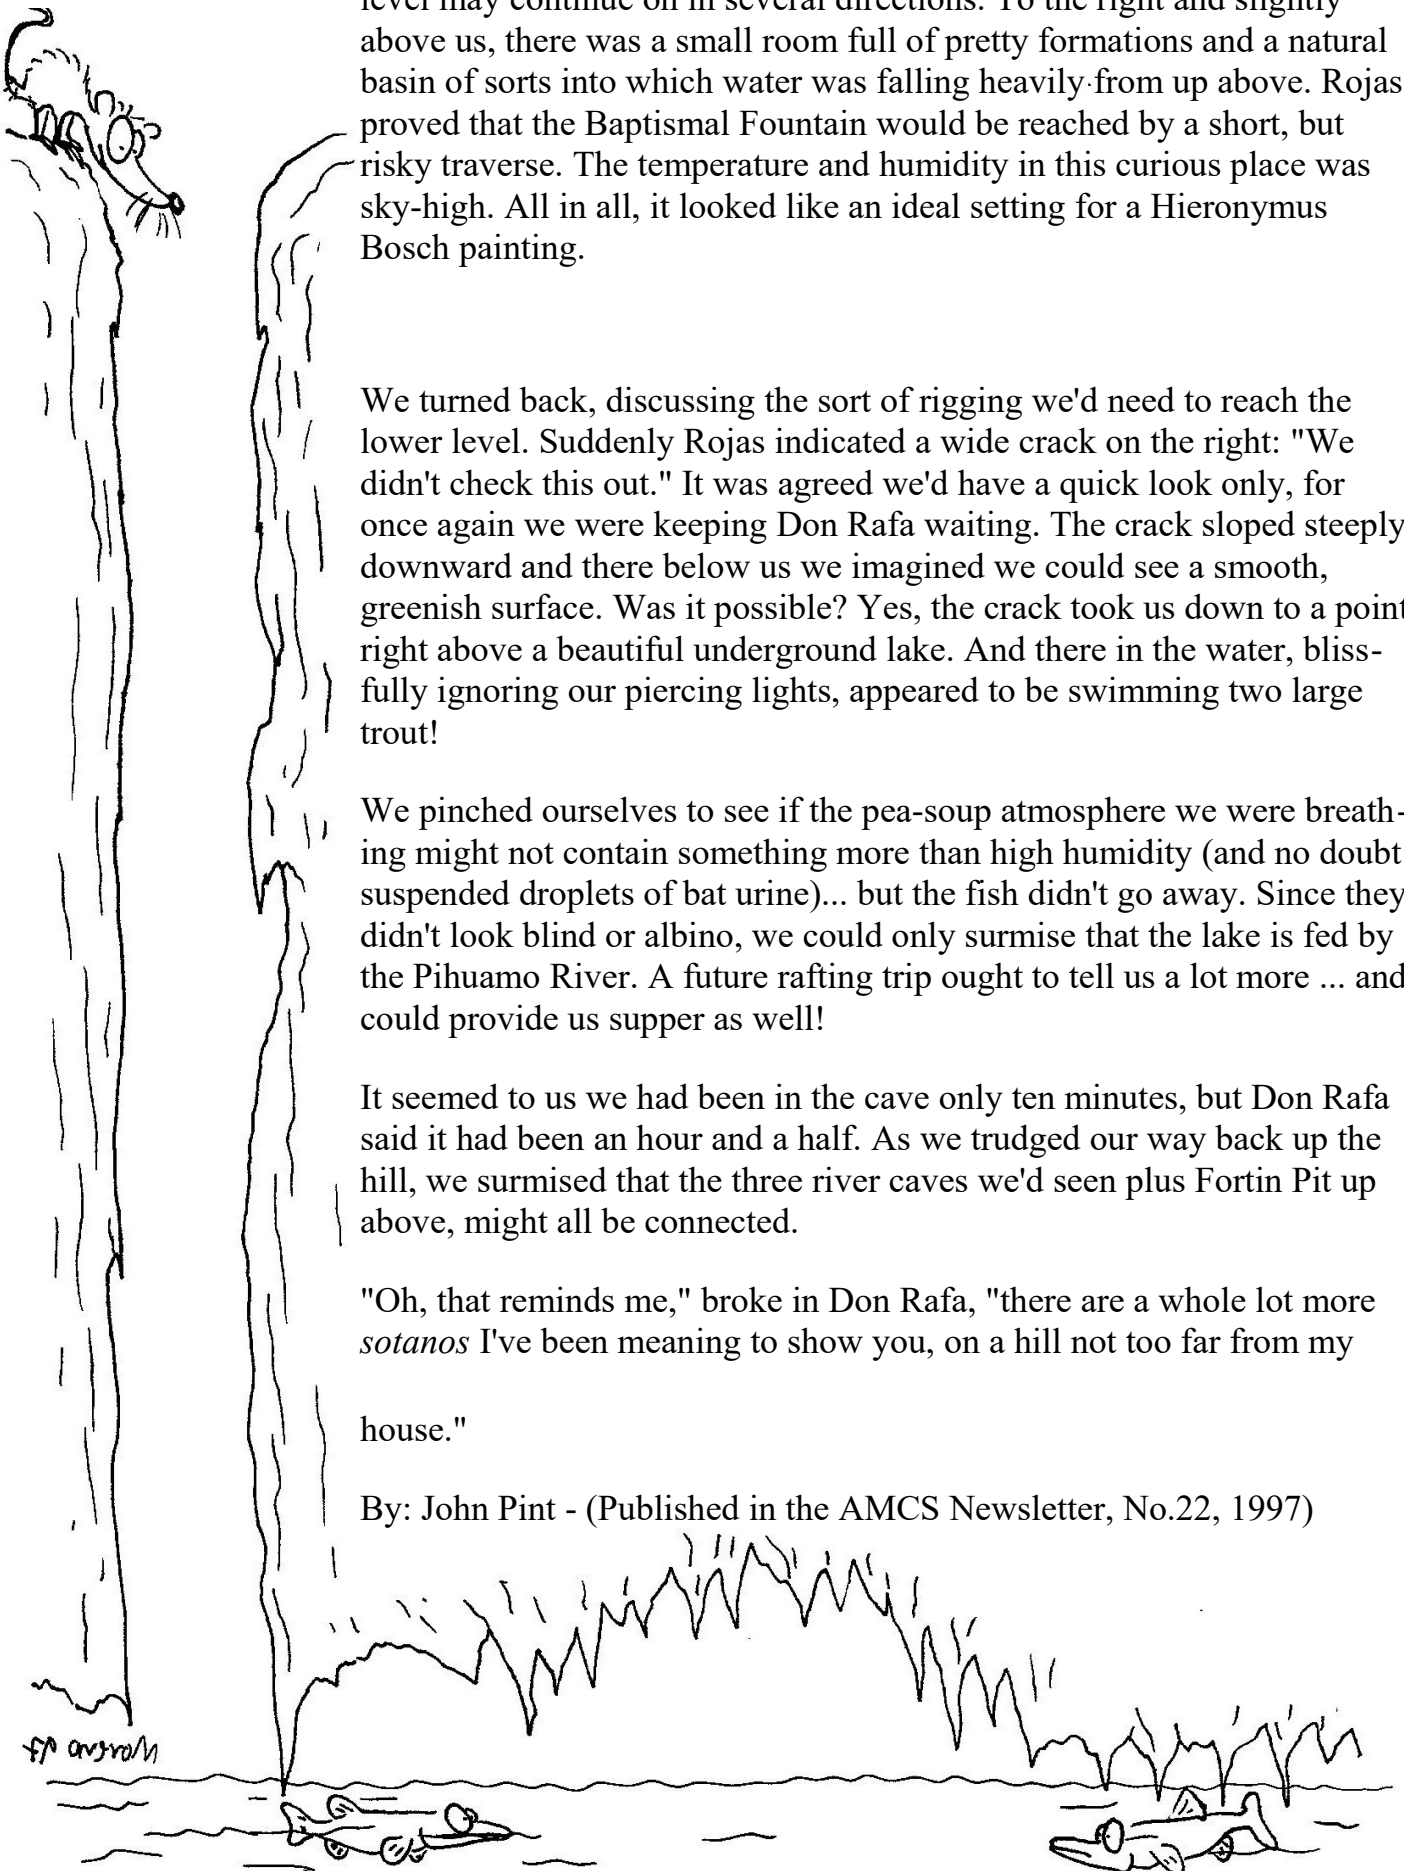 level may continue on in several directions. To the right and slightly
above us, there was a small room full of pretty formations and a natural
basin of sorts into which water was falling heavily from up above. Rojas
proved that the Baptismal Fountain would be reached by a short, but
risky traverse. The temperature and humidity in this curious place was
sky-high. All in all, it looked like an ideal setting for a Hieronymus
Bosch painting.
We turned back, discussing the sort of rigging we'd need to reach the
lower level. Suddenly Rojas indicated a wide crack on the right: "We
didn't check this out." It was agreed we'd have a quick look only, for
once again we were keeping Don Rafa waiting. The crack sloped steeply
downward and there below us we imagined we could see a smooth,
greenish surface. Was it possible? Yes, the crack took us down to a point
right above a beautiful underground lake. And there in the water, bliss-
fully ignoring our piercing lights, appeared to be swimming two large
trout!
We pinched ourselves to see if the pea-soup atmosphere we were breath-
ing might not contain something more than high humidity (and no doubt
suspended droplets of bat urine)... but the fish didn't go away. Since they
didn't look blind or albino, we could only surmise that the lake is fed by
the Pihuamo River. A future rafting trip ought to tell us a lot more ... and
could provide us supper as well!
It seemed to us we had been in the cave only ten minutes, but Don Rafa
said it had been an hour and a half. As we trudged our way back up the
hill, we surmised that the three river caves we'd seen plus Fortin Pit up
above, might all be connected.
"Oh, that reminds me," broke in Don Rafa, "there are a whole lot more
sotanos I've been meaning to show you, on a hill not too far from my
house."
By: John Pint - (Published in the AMCS Newsletter, No.22, 1997)